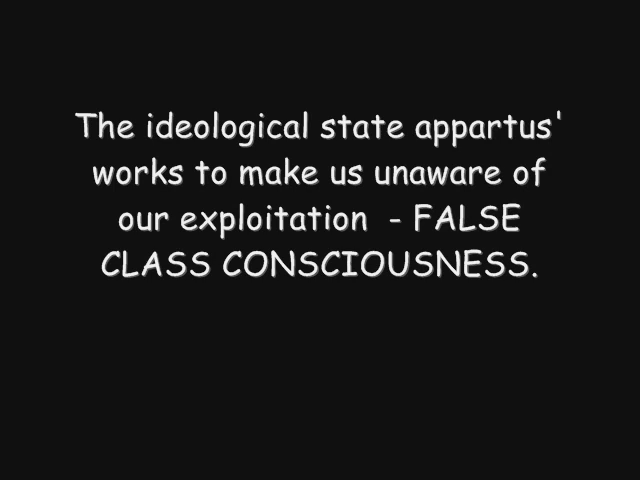 The ideological state appartus'
works to make us unaware of
our exploitation - FALSE
CLASS CONSCIOUSNESS.